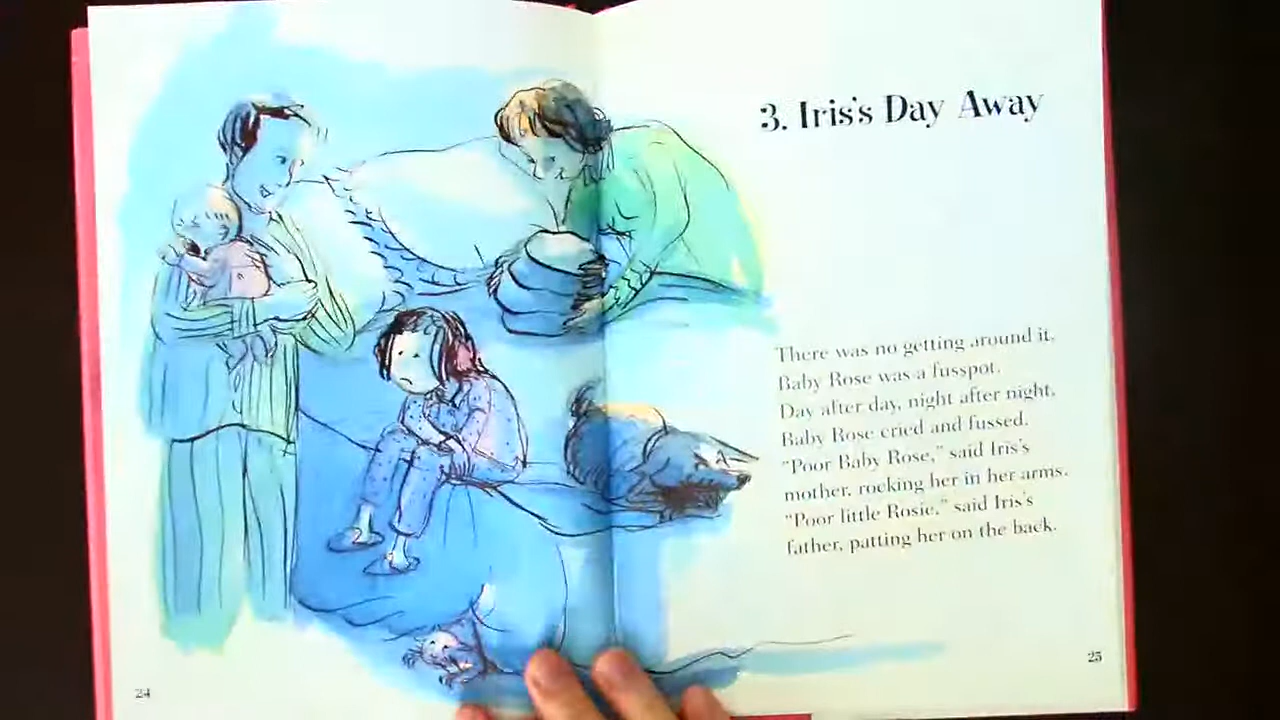 3. Iris's Day Away
There was no getting around it,
Baby Rose was a fusspot.
Day after day, night after night,
Baby Rose cried and fussed.
"Poor Baby Rose," said Iris's
mother, rocking her in her arms.
"Poor little Rosie," said Iris's
father, patting her on the back.
24
25